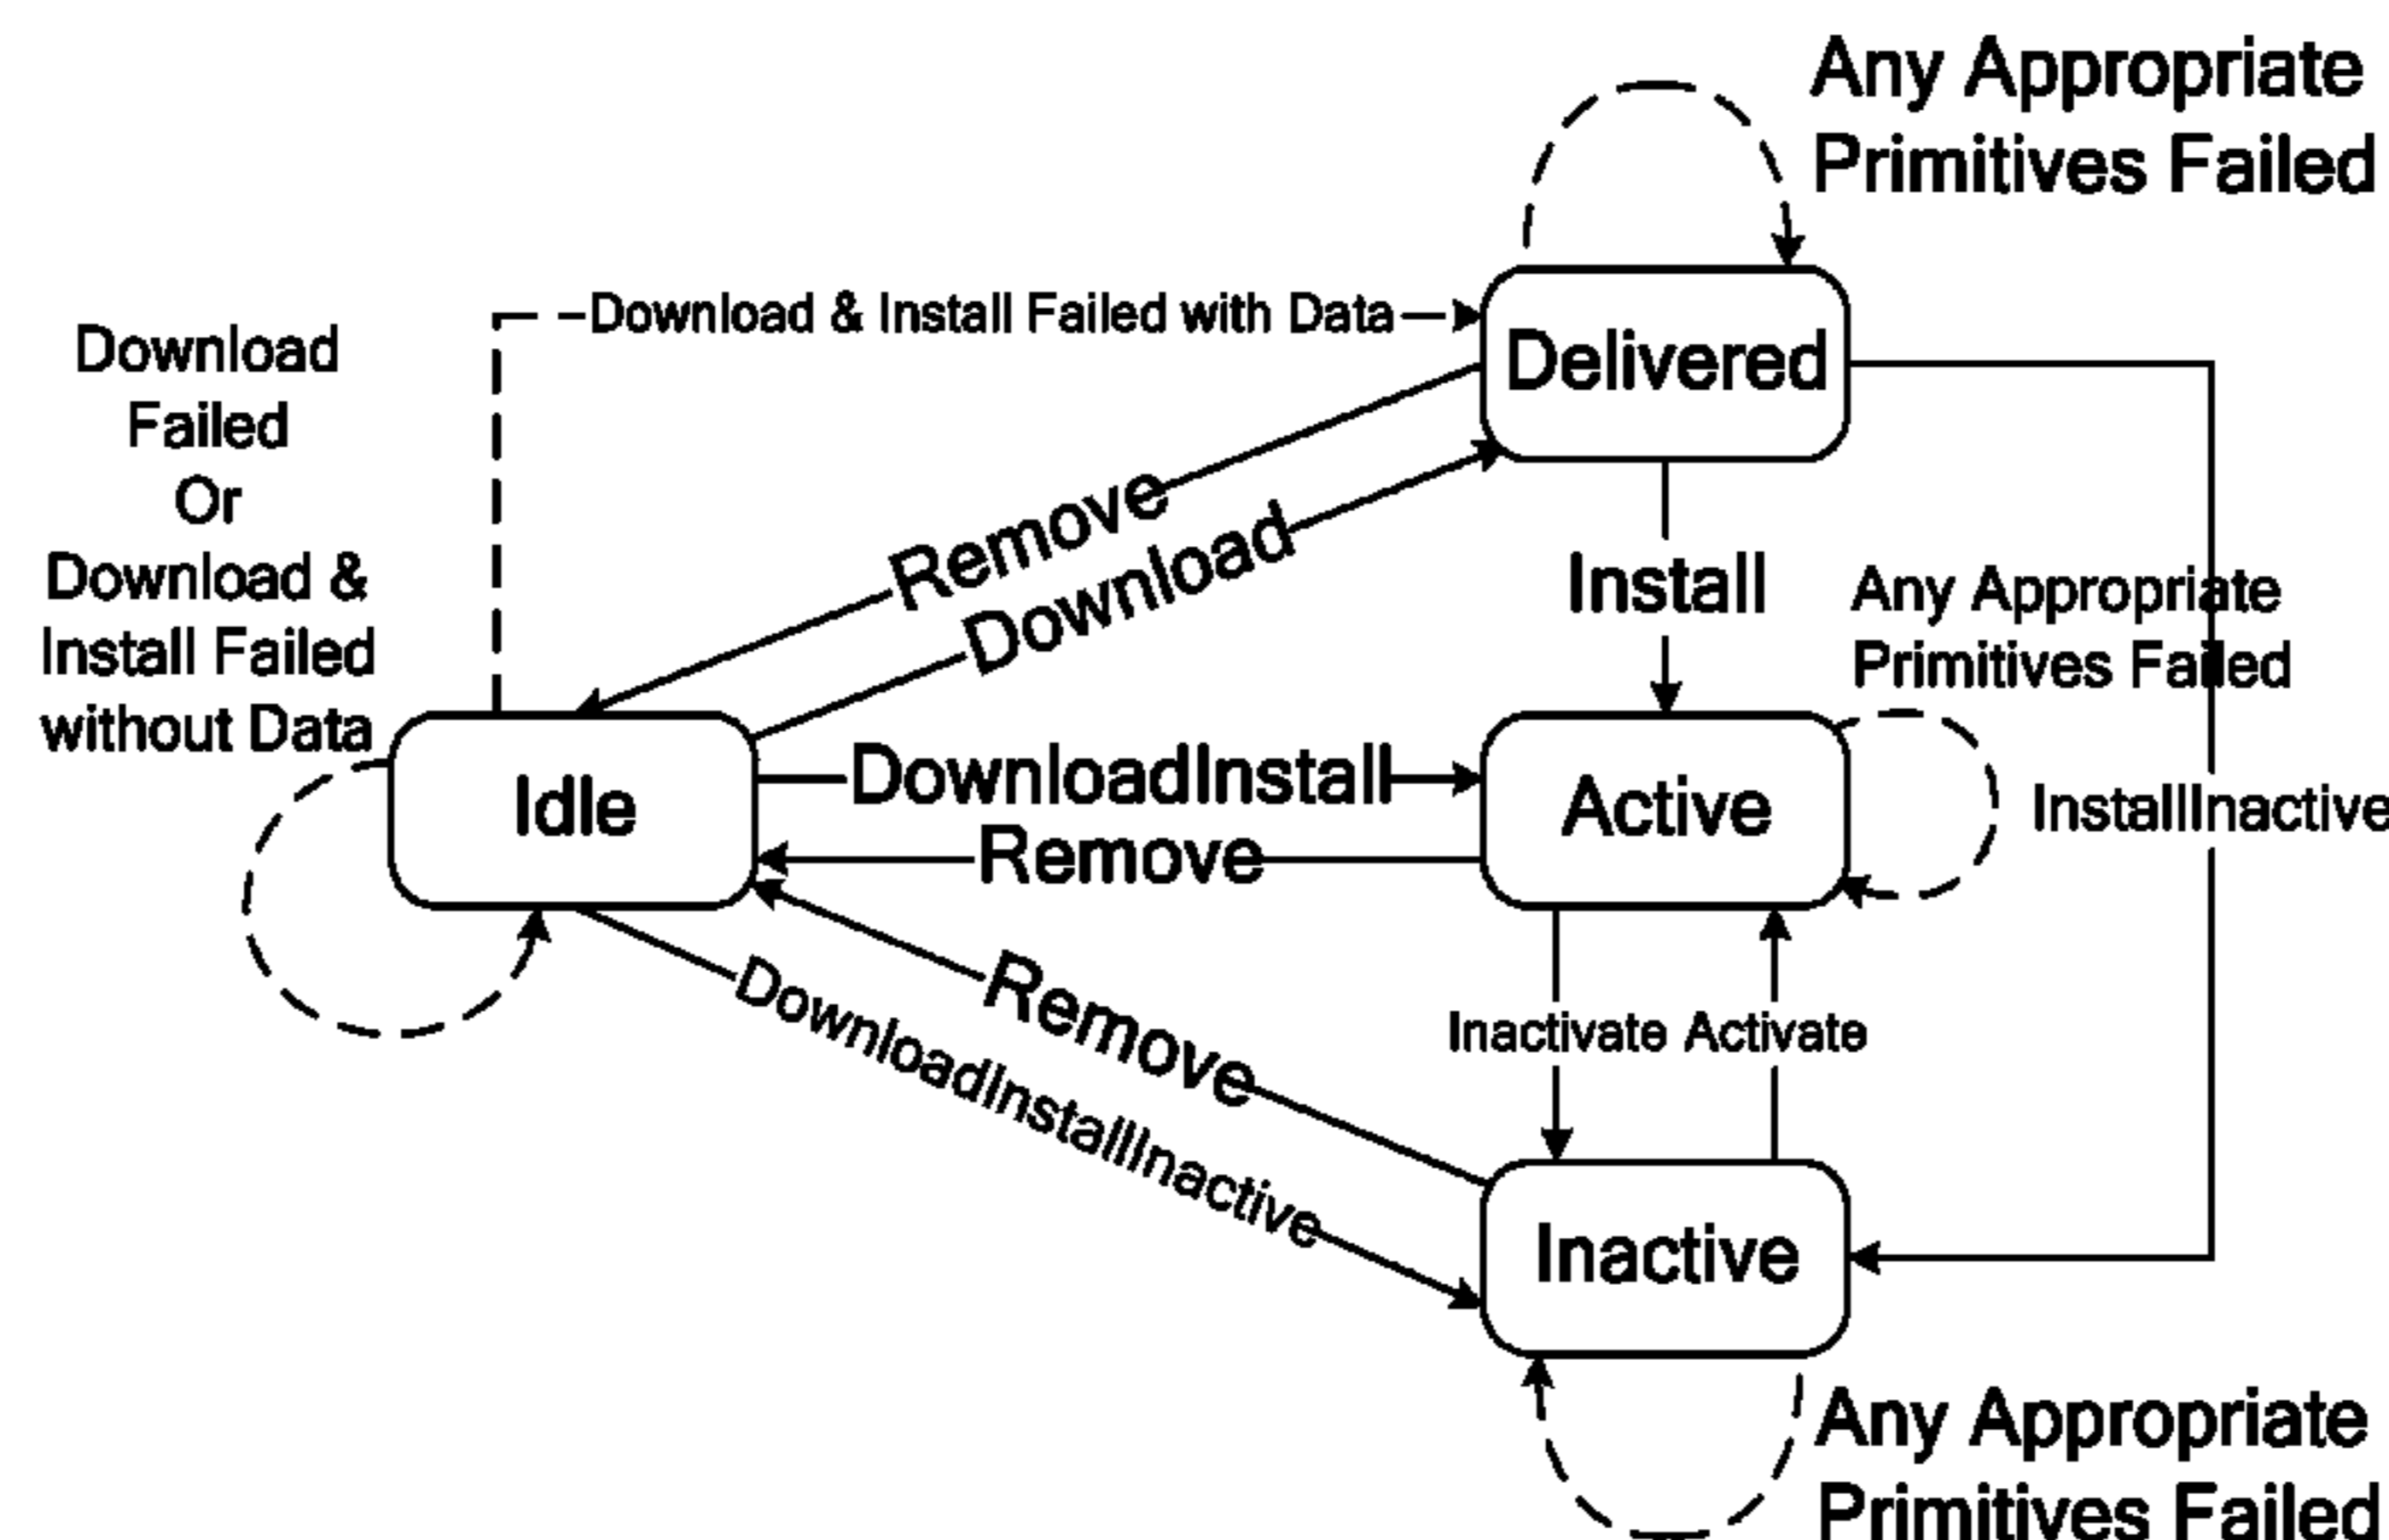 Any Appropriate
Primitives Failed
Download & Install Failed with Data
Download
Failed
Or
Download &
Install Failed
without Data
Delivered
Remove
Download
Install
Any Appropriate
Primitives Failed
Idle
DownloadInstall
Remove
Active
InstallInactive
Remove
DownloadInstallInactive
Inactivate
Activate
Inactive
Any Appropriate
Primitives Failed